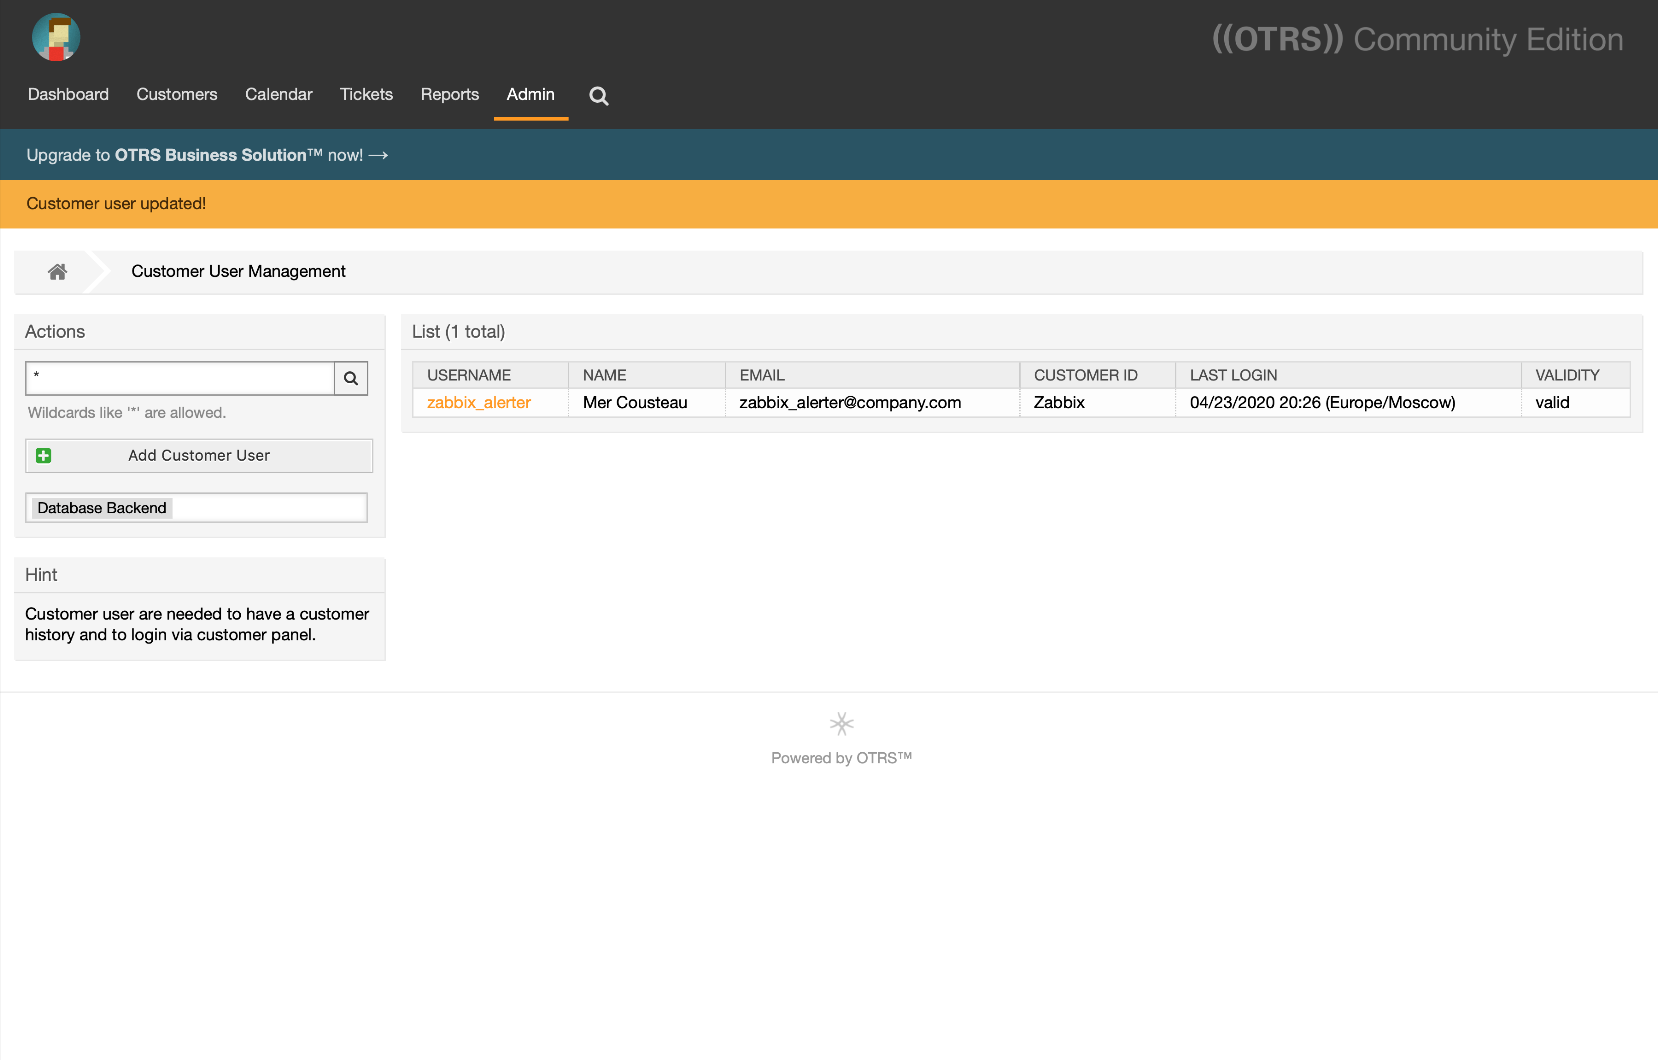 ((OTRS)) Community Edition
Dashboard Customers Calendar Tickets Reports Admin
Upgrade to OTRS Business Solution™ now! →
Customer user updated!
Customer User Management
Actions
*
Wildcards like '*' are allowed.
Add Customer User
Database Backend
Hint
Customer user are needed to have a customer
history and to login via customer panel.
List (1 total)
USERNAME NAME EMAIL CUSTOMER ID LAST LOGIN VALIDITY
zabbix_alerter Mer Cousteau zabbix_alerter@company.com Zabbix 04/23/2020 20:26 (Europe/Moscow) valid
Powered by OTRS™